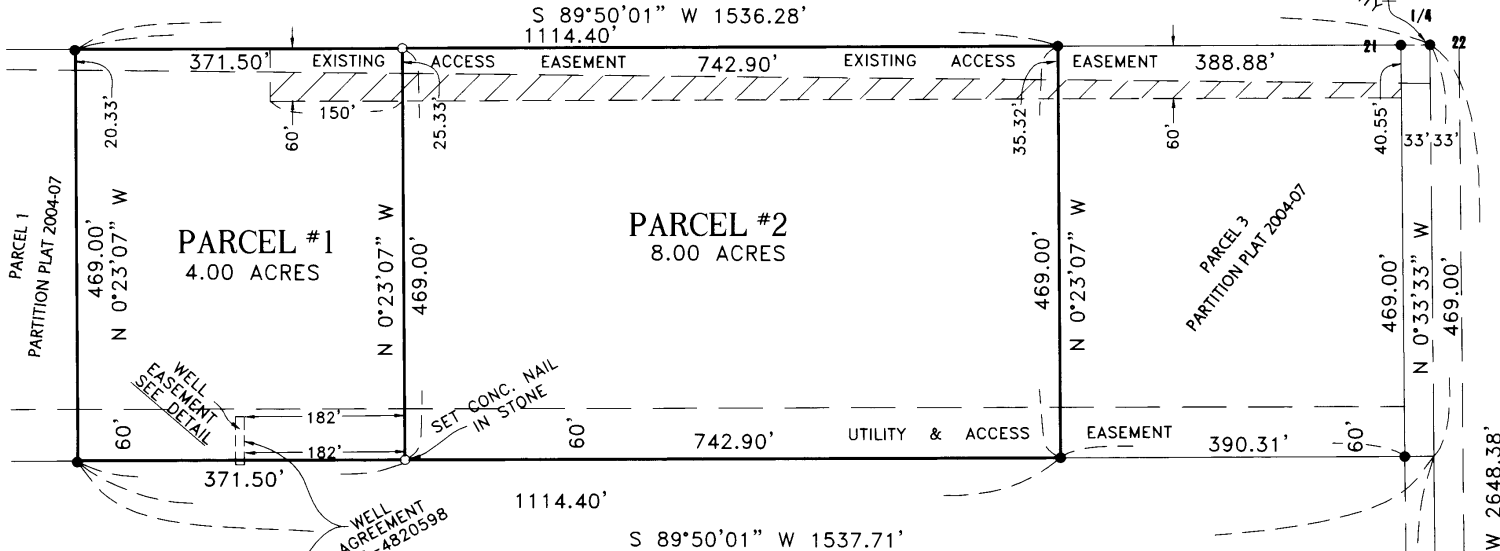 S 89°50'01" W 1536.28'
1114.40'
1/4
371.50'
EXISTING ACCESS EASEMENT
742.90'
EXISTING ACCESS EASEMENT
388.88'
21
22
20.33'
60'
150'
25.33'
35.32'
60'
40.55'
33' 33'
PARCEL 1
PARTITION PLAT 2004-07
469.00'
N 0°23'07" W
PARCEL #1
4.00 ACRES
N 0°23'07" W
469.00'
PARCEL #2
8.00 ACRES
469.00'
N 0°23'07" W
PARCEL 3
PARTITION PLAT 2004-07
469.00'
N 0°33'33" W
469.00'
WELL
EASEMENT
SEE DETAIL
60'
182'
182'
SET CONC. NAIL
IN STONE
60'
742.90'
UTILITY & ACCESS EASEMENT
390.31'
60'
371.50'
1114.40'
WELL
AGREEMENT
-4820598
S 89°50'01" W 1537.71'
W 2648.38'